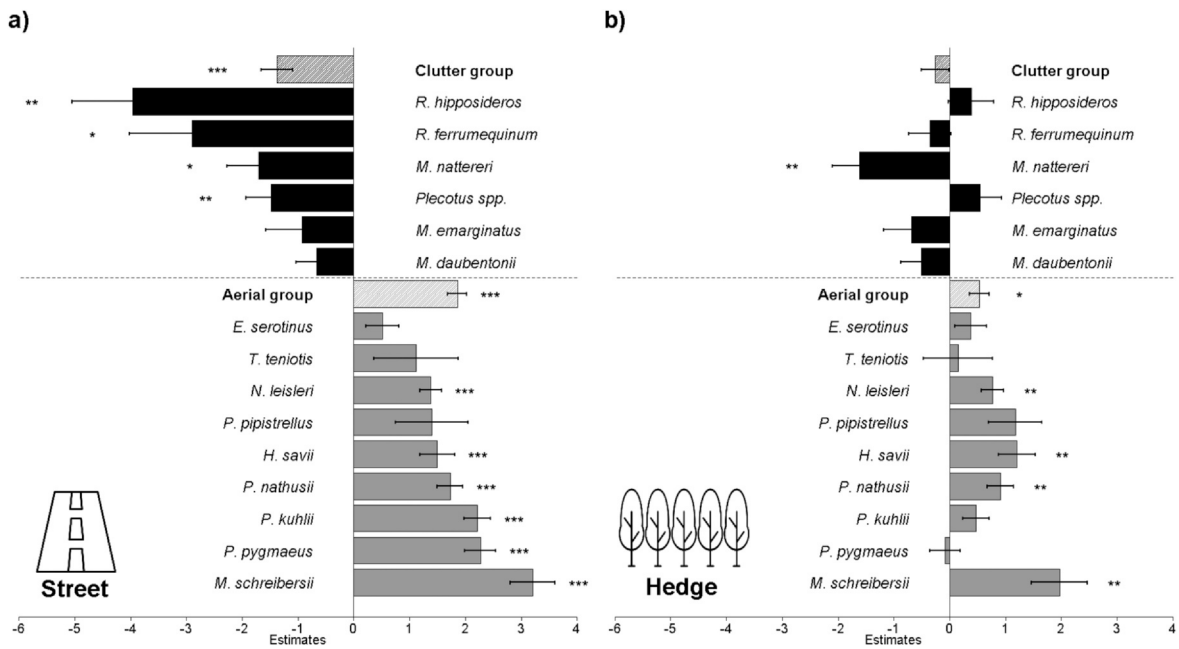 a)
*** Clutter group
** R. hipposideros
* R. ferrumequinum
* M. nattereri
** Plecotus spp.
M. emarginatus
M. daubentonii
Aerial group ***
E. serotinus
T. teniotis
N. leisleri ***
P. pipistrellus
H. savii ***
P. nathusii ***
P. kuhlii ***
P. pygmaeus ***
M. schreibersii ***
Street
-6 -5 -4 -3 -2 -1 0 1 2 3 4
Estimates
b)
Clutter group
R. hipposideros
R. ferrumequinum
** M. nattereri
Plecotus spp.
M. emarginatus
M. daubentonii
Aerial group *
E. serotinus
T. teniotis
N. leisleri **
P. pipistrellus
H. savii **
P. nathusii **
P. kuhlii
P. pygmaeus
M. schreibersii **
Hedge
-6 -5 -4 -3 -2 -1 0 1 2 3 4
Estimates